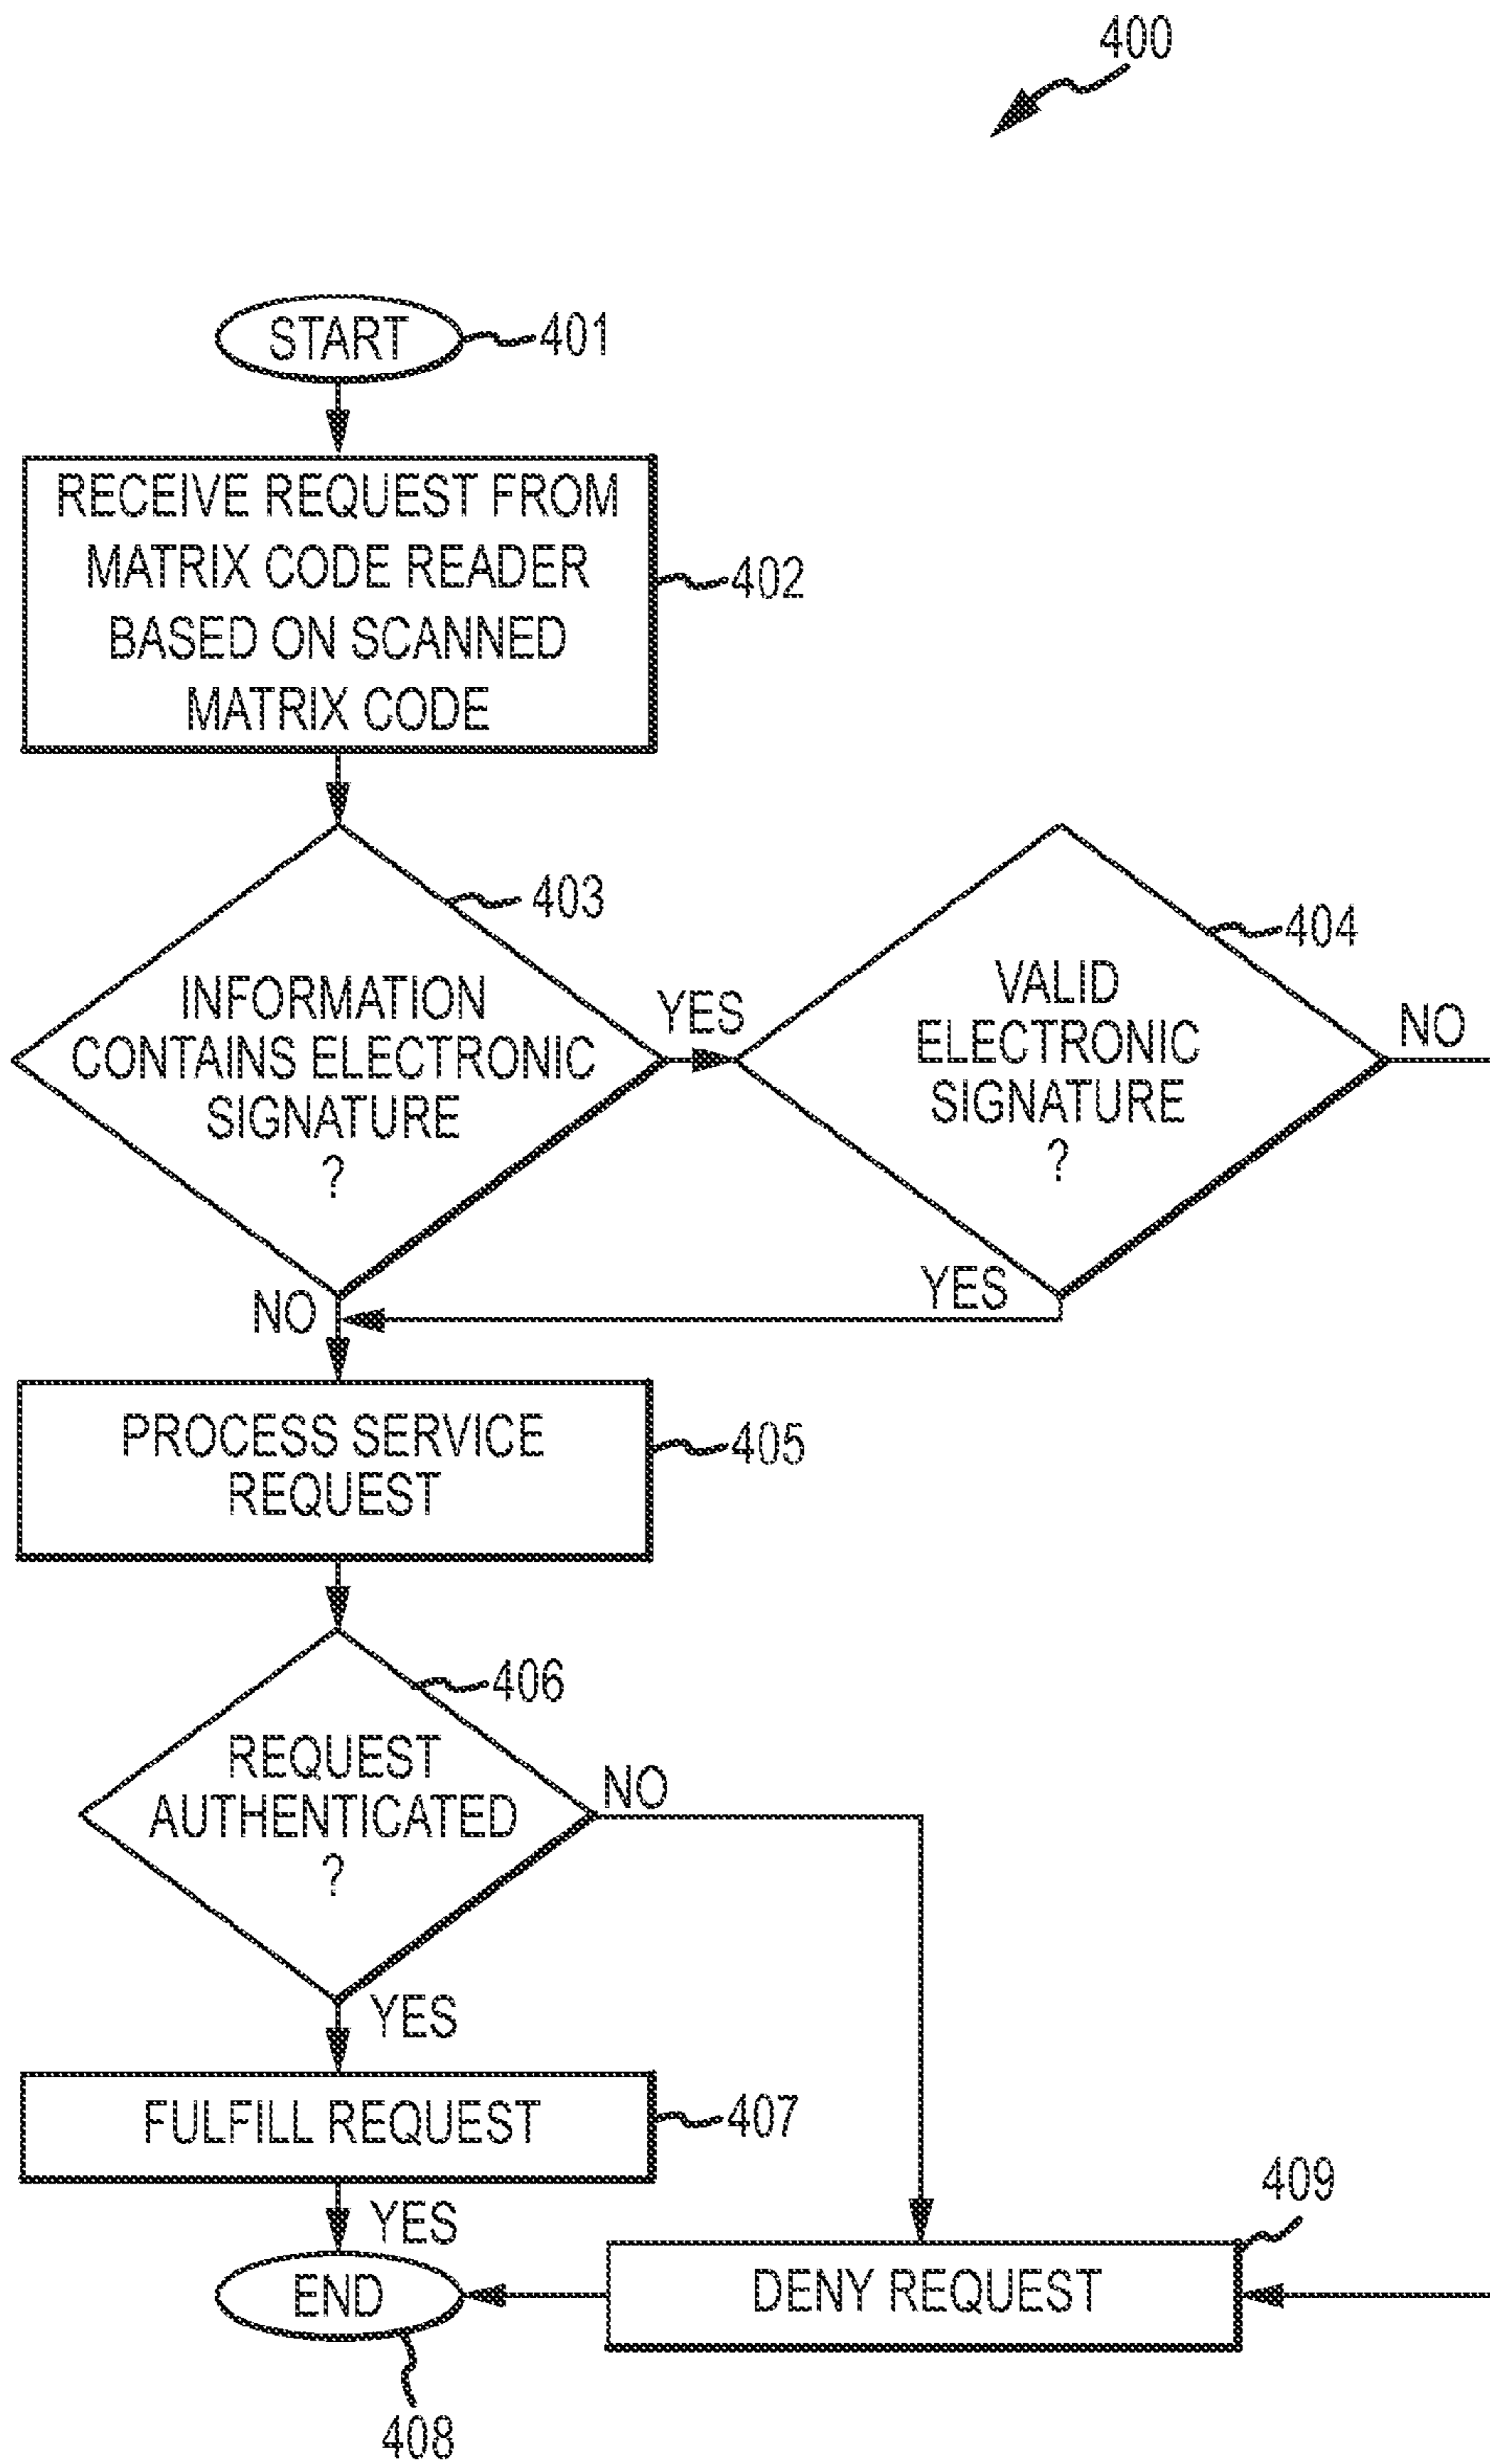 400
START
401
RECEIVE REQUEST FROM
MATRIX CODE READER
BASED ON SCANNED
MATRIX CODE
402
403
INFORMATION
CONTAINS ELECTRONIC
SIGNATURE
?
YES
404
VALID
ELECTRONIC
SIGNATURE
?
NO
YES
NO
PROCESS SERVICE
REQUEST
405
406
REQUEST
AUTHENTICATED
?
NO
YES
FULFILL REQUEST
407
YES
409
DENY REQUEST
END
408